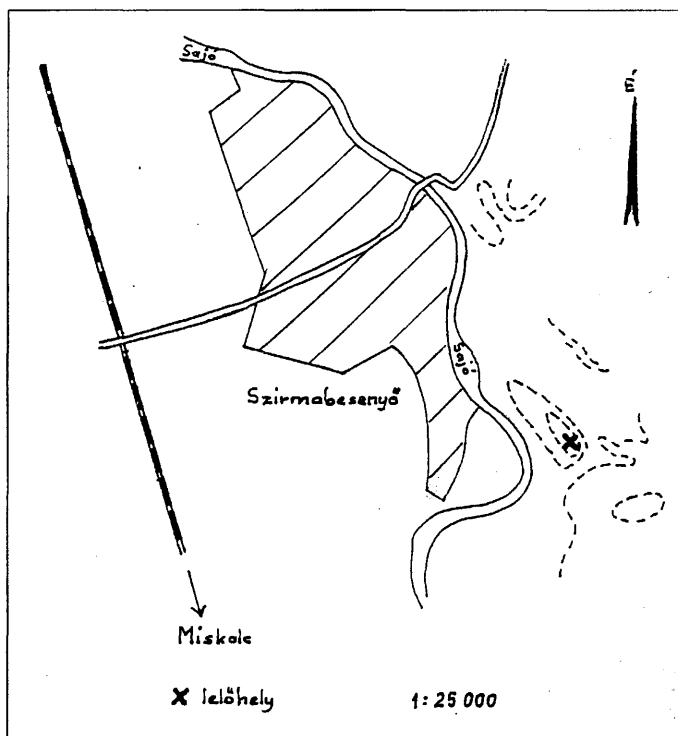 Sajó
É
Sajó
Szirmabesenyő
Miskolc
x lelőhely
1:25 000